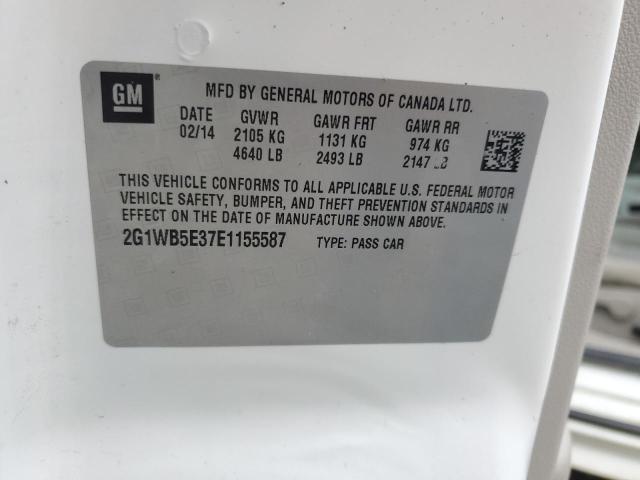 GM ®
MFD BY GENERAL MOTORS OF CANADA LTD.
DATE GVWR GAWR FRT GAWR RR
02/14 2105 KG 1131 KG 974 KG
4640 LB 2493 LB 2147 LB
THIS VEHICLE CONFORMS TO ALL APPLICABLE U.S. FEDERAL MOTOR
VEHICLE SAFETY, BUMPER, AND THEFT PREVENTION STANDARDS IN
EFFECT ON THE DATE OF MANUFACTURE SHOWN ABOVE.
2G1WB5E37E1155587 TYPE: PASS CAR